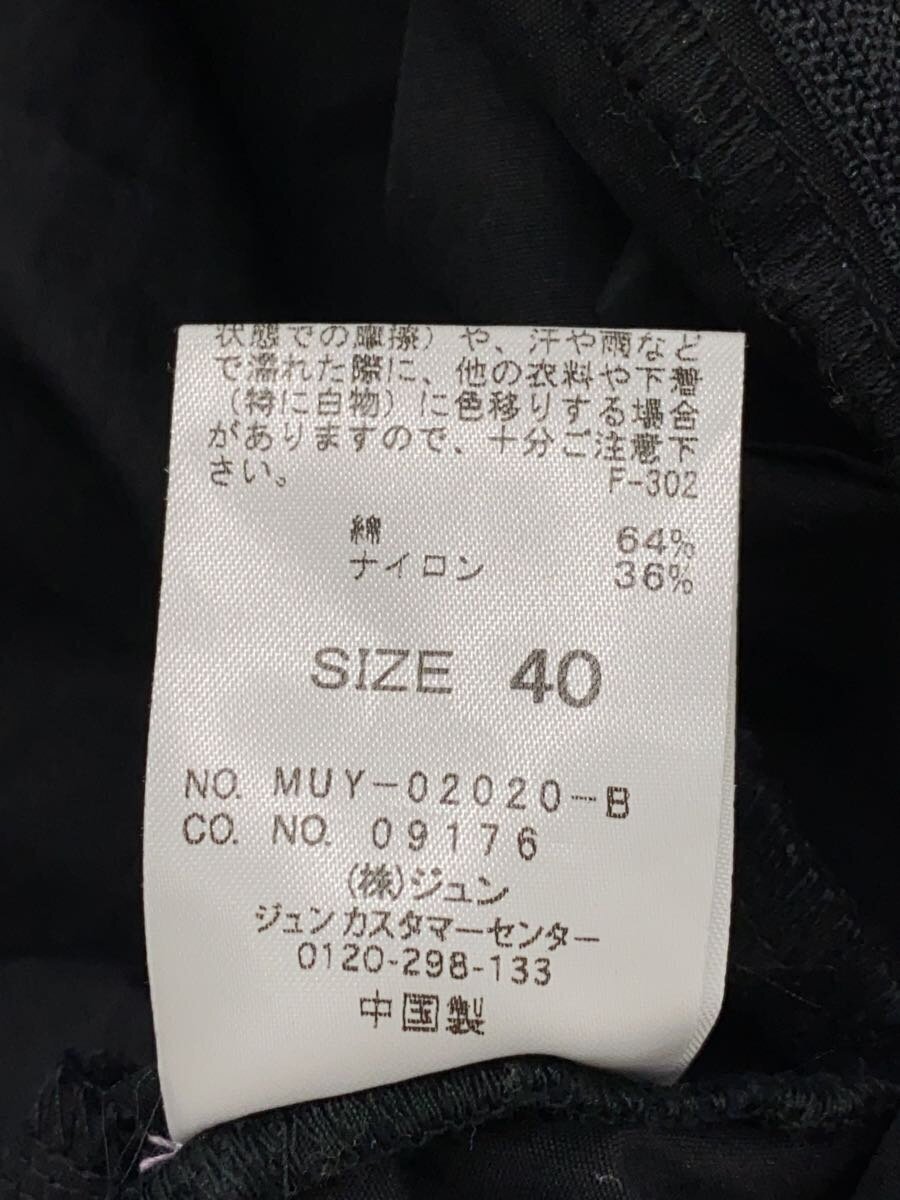 状態での摩擦）や、汗や雨など
で濡れた際に、他の衣料や下着
（特に白物）に色移りする場合
がありますので、十分ご注意下
さい。 F-302
綿 64%
ナイロン 36%
SIZE 40
NO. MUY-02020-B
CO. NO. 09176
(株)ジュン
ジュンカスタマーセンター
0120-298-133
中国製